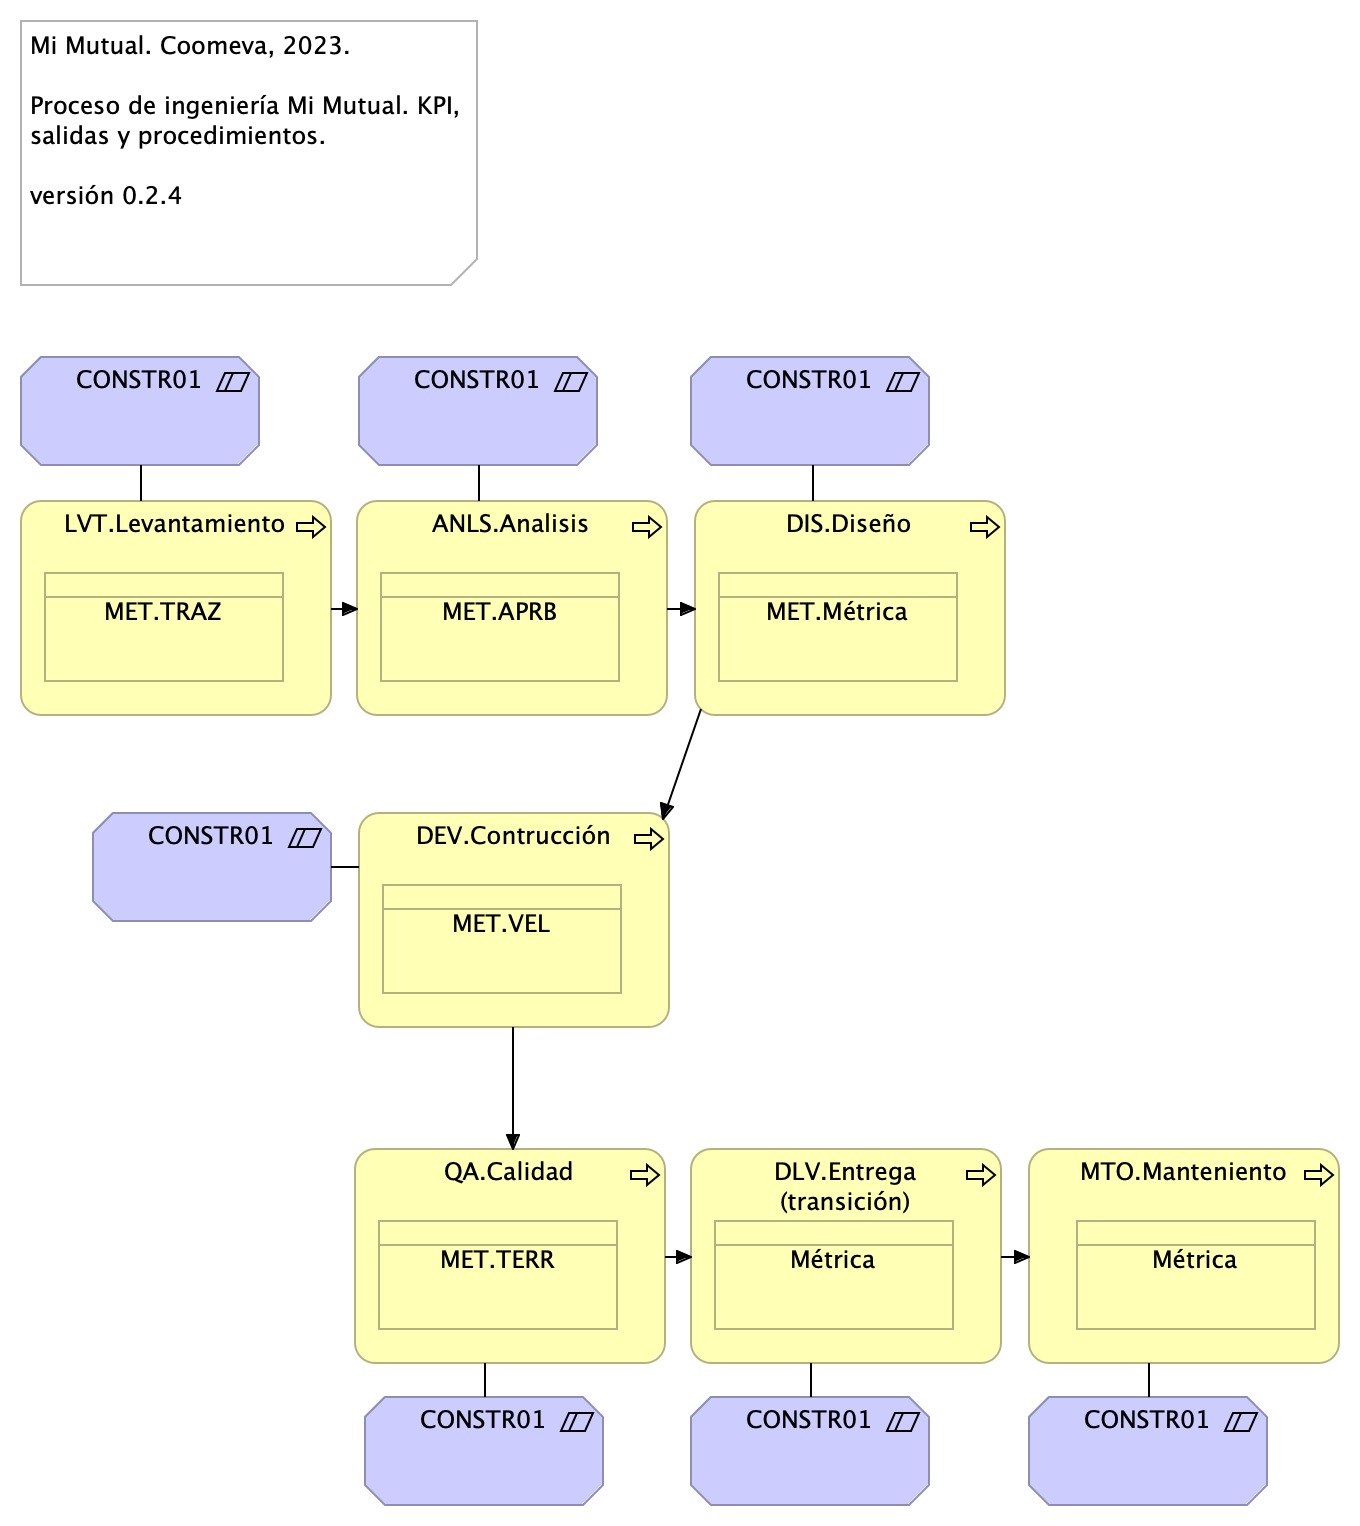 Mi Mutual. Coomeva, 2023.
Proceso de ingeniería Mi Mutual. KPI,
salidas y procedimientos.
versión 0.2.4
CONSTR01
CONSTR01
CONSTR01
LVT.Levantamiento
MET.TRAZ
ANLS.Analisis
MET.APRB
DIS.Diseño
MET.Métrica
CONSTR01
DEV.Contrucción
MET.VEL
QA.Calidad
MET.TERR
DLV.Entrega
(transición)
Métrica
MTO.Manteniento
Métrica
CONSTR01
CONSTR01
CONSTR01